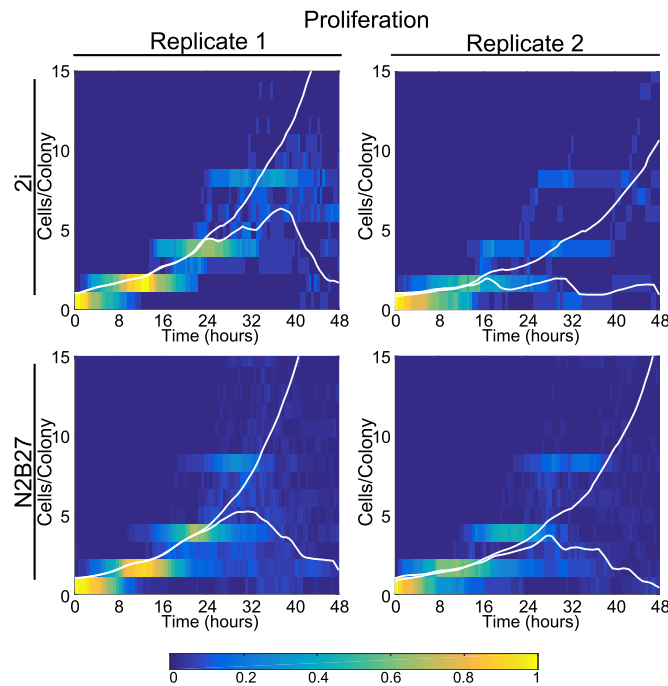 Proliferation
Replicate 1
Replicate 2
2i
Cells/Colony
15
10
5
0
0 8 16 24 32 40 48
Time (hours)
Cells/Colony
15
10
5
0
0 8 16 24 32 40 48
Time (hours)
N2B27
Cells/Colony
15
10
5
0
0 8 16 24 32 40 48
Time (hours)
Cells/Colony
15
10
5
0
0 8 16 24 32 40 48
Time (hours)
0 0.2 0.4 0.6 0.8 1